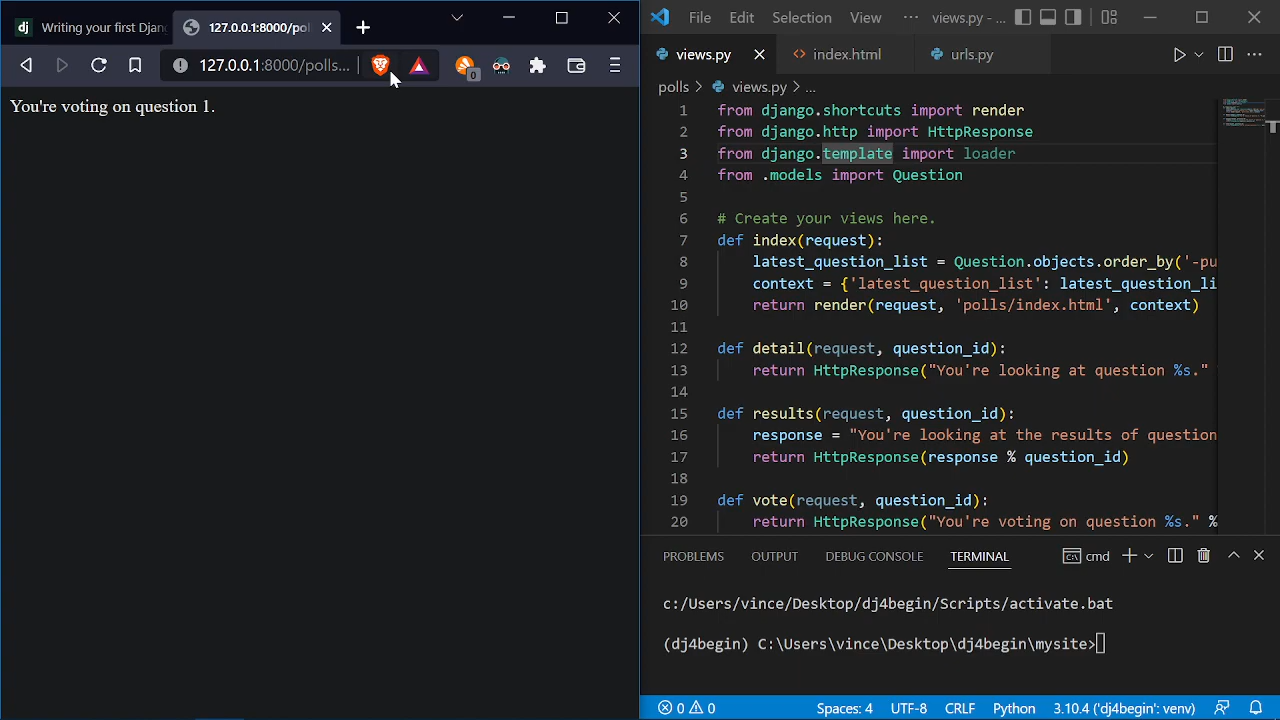 dj Writing your first Djan
127.0.0.1:8000/pol
127.0.0.1:8000/polls...
0
You're voting on question 1.
File Edit Selection View ··· views.py - ...
views.py
index.html
urls.py
polls > views.py > ...
1 from django.shortcuts import render
2 from django.http import HttpResponse
3 from django.template import loader
4 from .models import Question
5
6 # Create your views here.
7 def index(request):
8 latest_question_list = Question.objects.order_by('-pu
9 context = {'latest_question_list': latest_question_li
10 return render(request, 'polls/index.html', context)
11
12 def detail(request, question_id):
13 return HttpResponse("You're looking at question %s."
14
15 def results(request, question_id):
16 response = "You're looking at the results of question
17 return HttpResponse(response % question_id)
18
19 def vote(request, question_id):
20 return HttpResponse("You're voting on question %s." %
PROBLEMS OUTPUT DEBUG CONSOLE TERMINAL cmd
c:/Users/vince/Desktop/dj4begin/Scripts/activate.bat
(dj4begin) C:\Users\vince\Desktop\dj4begin\mysite>
0 0 Spaces: 4 UTF-8 CRLF Python 3.10.4 ('dj4begin': venv)